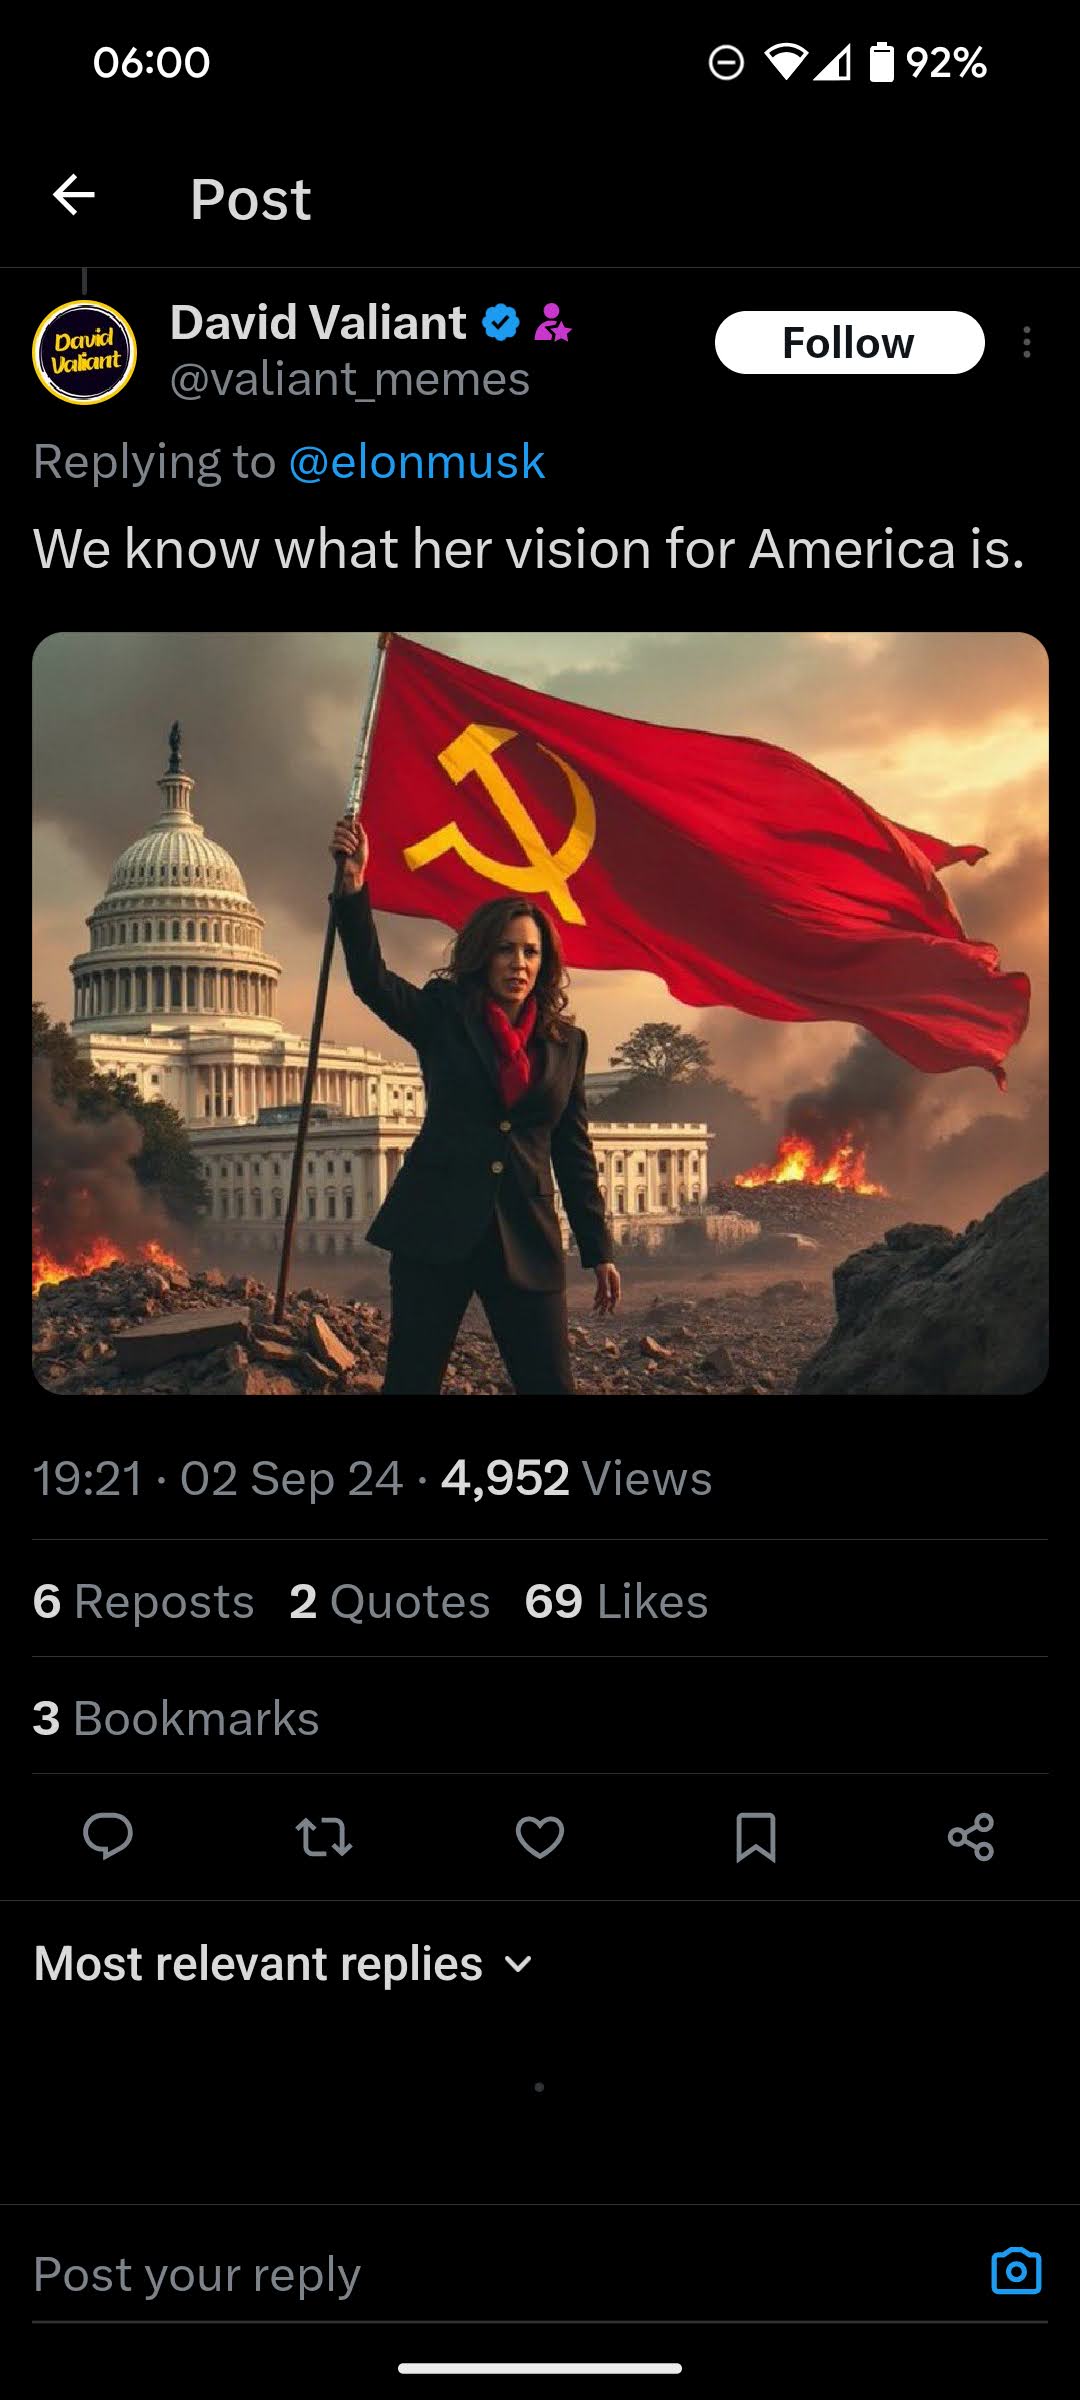 06:00
92%
Post
David Valiant
David Valiant
@valiant_memes
Follow
Replying to @elonmusk
We know what her vision for America is.
19:21 · 02 Sep 24 · 4,952 Views
6 Reposts 2 Quotes 69 Likes
3 Bookmarks
Most relevant replies
Post your reply